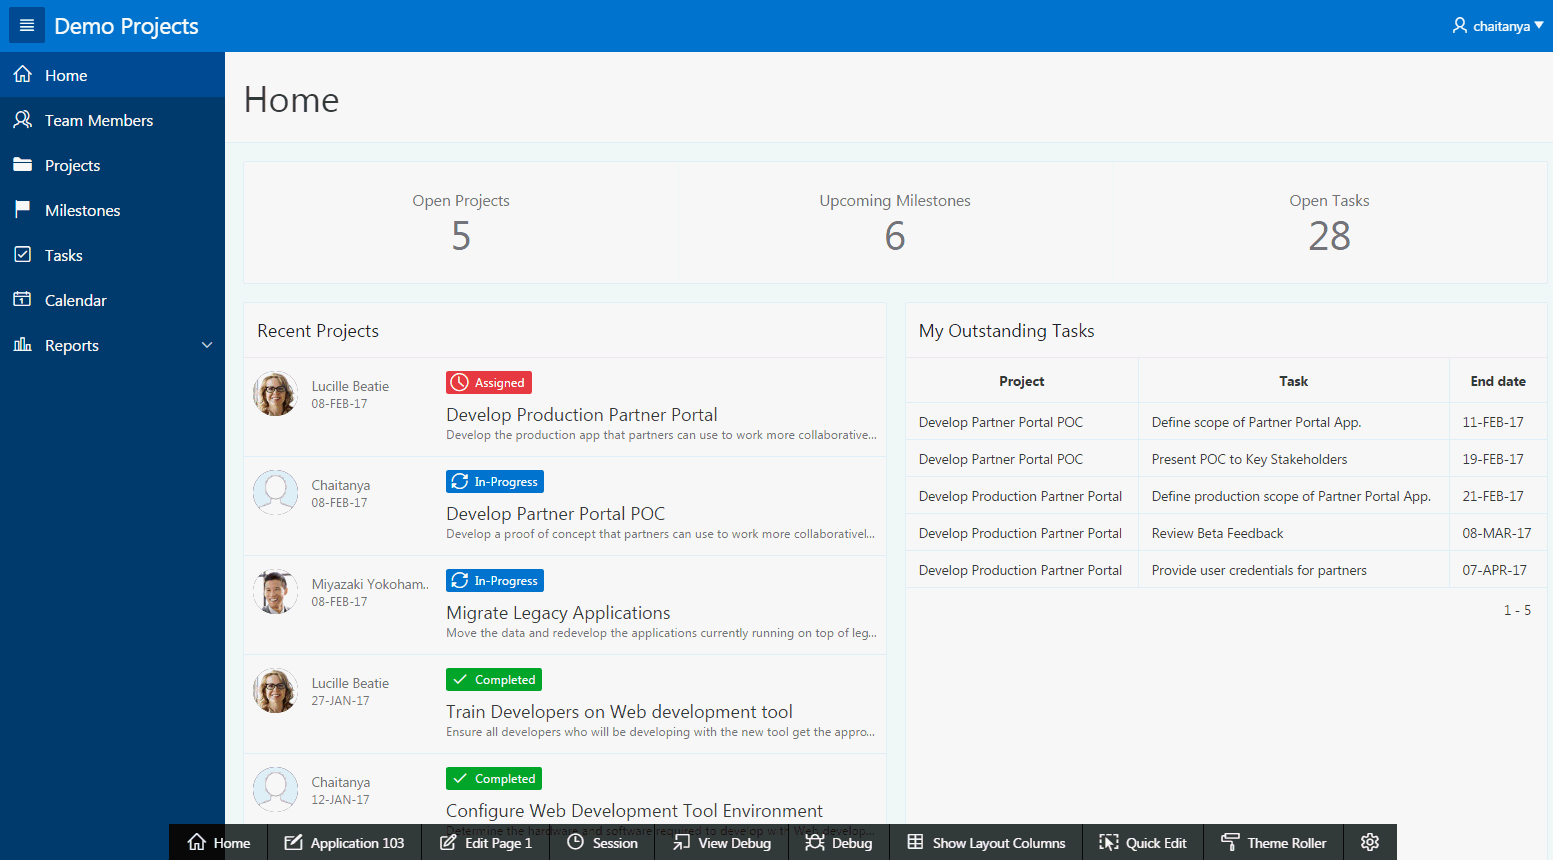 Demo Projects
chaitanya
Home
Team Members
Projects
Milestones
Tasks
Calendar
Reports
Home
Open Projects
5
Upcoming Milestones
6
Open Tasks
28
Recent Projects
Lucille Beatie
08-FEB-17
Assigned
Develop Production Partner Portal
Develop the production app that partners can use to work more collaborative...
Chaitanya
08-FEB-17
In-Progress
Develop Partner Portal POC
Develop a proof of concept that partners can use to work more collaborativel...
Miyazaki Yokoham..
08-FEB-17
In-Progress
Migrate Legacy Applications
Move the data and redevelop the applications currently running on top of leg...
Lucille Beatie
27-JAN-17
Completed
Train Developers on Web development tool
Ensure all developers who will be developing with the new tool get the appro...
Chaitanya
12-JAN-17
Completed
Configure Web Development Tool Environment
Determine the hardware and software required to develop with Web develop...
My Outstanding Tasks
Project Task End date
Develop Partner Portal POC Define scope of Partner Portal App. 11-FEB-17
Develop Partner Portal POC Present POC to Key Stakeholders 19-FEB-17
Develop Production Partner Portal Define production scope of Partner Portal App. 21-FEB-17
Develop Production Partner Portal Review Beta Feedback 08-MAR-17
Develop Production Partner Portal Provide user credentials for partners 07-APR-17
1 - 5
Home Application 103 Edit Page 1 Session View Debug Debug Show Layout Columns Quick Edit Theme Roller